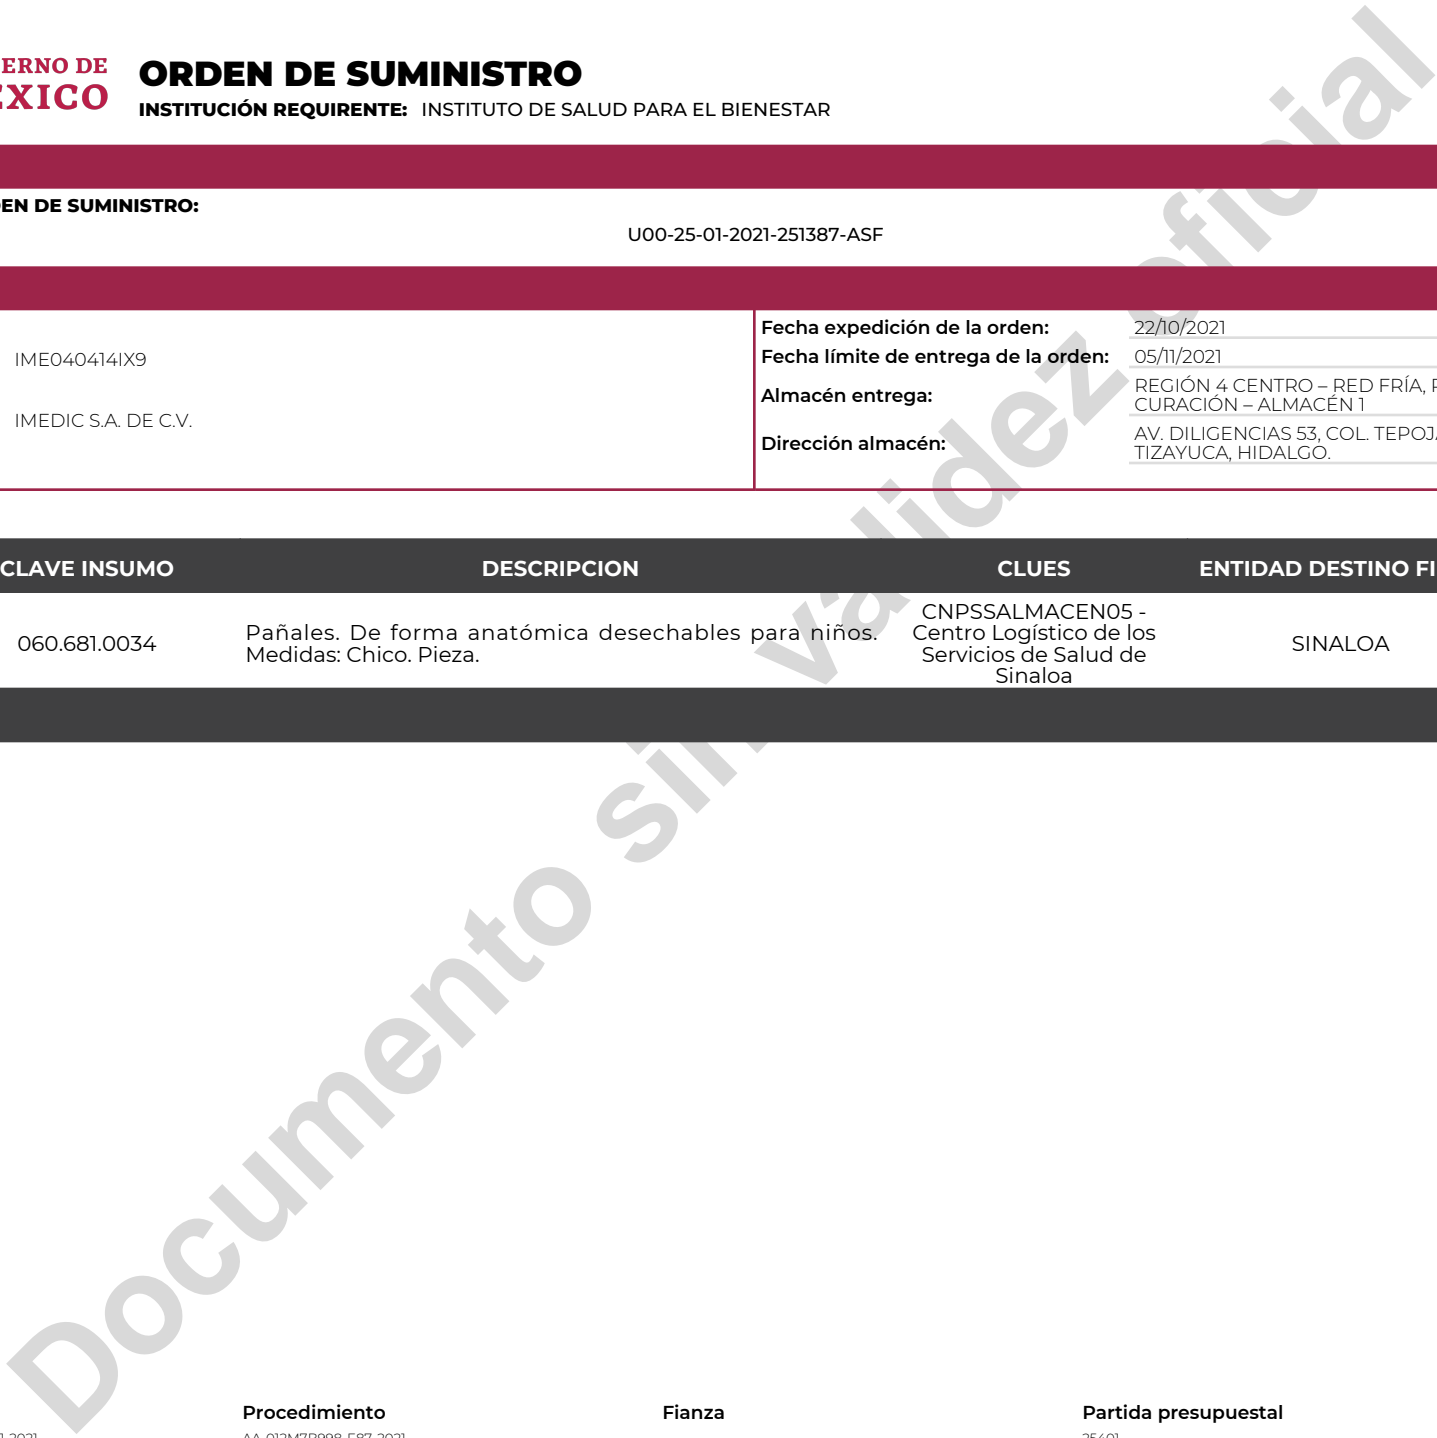 ERNO DE
ÉXICO
ORDEN DE SUMINISTRO
INSTITUCIÓN REQUIRENTE: INSTITUTO DE SALUD PARA EL BIENESTAR
EN DE SUMINISTRO:
U00-25-01-2021-251387-ASF
IME040414IX9
IMEDIC S.A. DE C.V.
Fecha expedición de la orden: 22/10/2021
Fecha límite de entrega de la orden: 05/11/2021
Almacén entrega: REGIÓN 4 CENTRO – RED FRÍA,
CURACIÓN – ALMACÉN 1
Dirección almacén: AV. DILIGENCIAS 53, COL. TEPOJ
TIZAYUCA, HIDALGO.
CLAVE INSUMO DESCRIPCION CLUES ENTIDAD DESTINO FI
060.681.0034
Pañales. De forma anatómica desechables para niños.
Medidas: Chico. Pieza.
CNPSSALMACEN05 -
Centro Logístico de los
Servicios de Salud de
Sinaloa
SINALOA
Documento sin validez oficial
Procedimiento Fianza Partida presupuestal